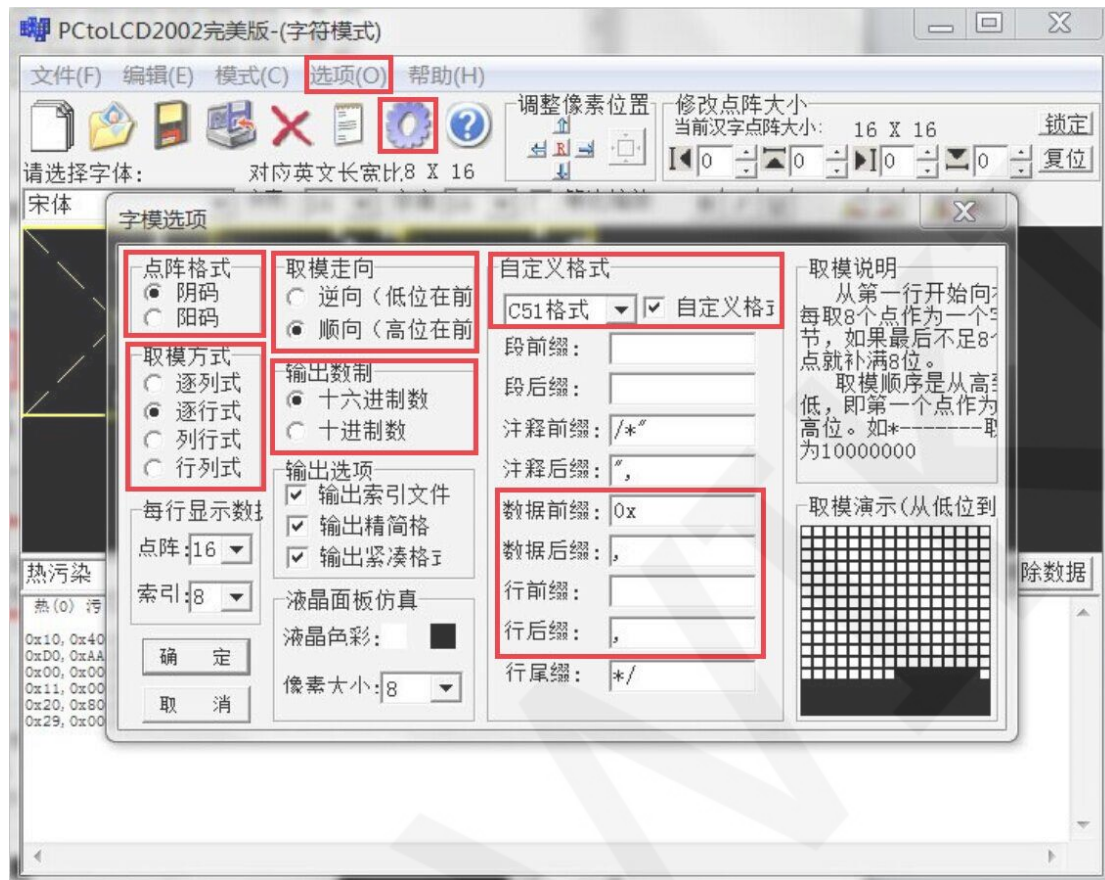 PCtoLCD2002完美版-(字符模式)
文件(F) 编辑(E) 模式(C) 选项(O) 帮助(H)
调整像素位置
修改点阵大小
当前汉字点阵大小: 16 X 16
锁定
R
0 0 0 0 复位
请选择字体: 对应英文长宽比8 X 16
宋体
字模选项
点阵格式
阴码
阳码
取模方式
逐列式
逐行式
列行式
行列式
每行显示数
点阵:16
索引:8
确 定
取 消
取模走向
逆向(低位在前
顺向(高位在前
输出数制
十六进制数
十进制数
输出选项
输出索引文件
输出精简格
输出紧凑格
液晶面板仿真
液晶色彩:
像素大小:8
自定义格式
C51格式 自定义格
段前缀:
段后缀:
注释前缀: /*"
注释后缀: ",
数据前缀: 0x
数据后缀: ,
行前缀:
行后缀: ,
行尾缀: */
取模说明
从第一行开始向
每取8个点作为一个
节,如果最后不足8
点就补满8位。
取模顺序是从高
低,即第一个点作为
高位。如*-------取
为10000000
取模演示(从低位到
热污染
除数据
热(0) 污
0x10, 0x40
0xD0, 0xAA
0x00, 0x00
0x11, 0x00
0x20, 0x80
0x29, 0x00